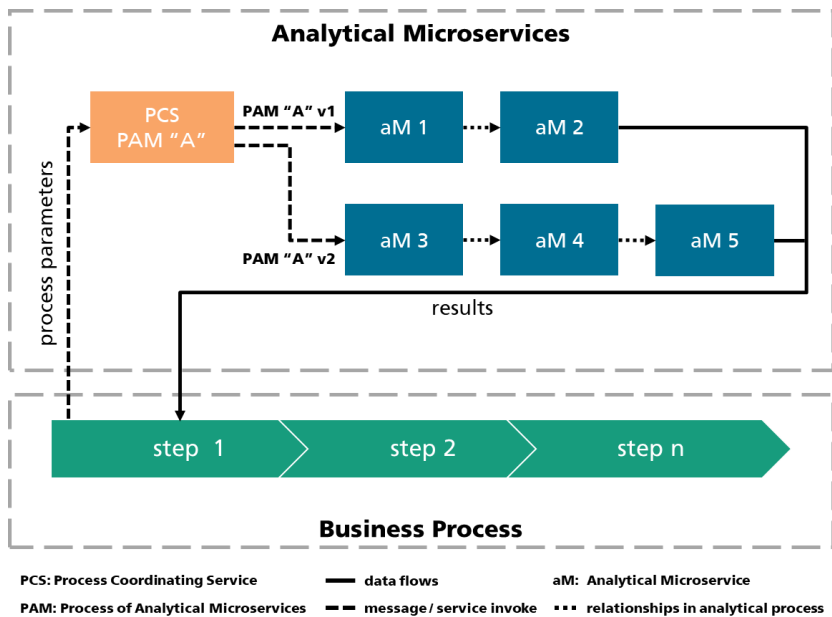 Analytical Microservices
PCS
PAM “A”
PAM “A” v1
aM 1
aM 2
PAM “A” v2
aM 3
aM 4
aM 5
process parameters
results
step 1
step 2
step n
Business Process
PCS: Process Coordinating Service
data flows
aM: Analytical Microservice
PAM: Process of Analytical Microservices
message/ service invoke
relationships in analytical process